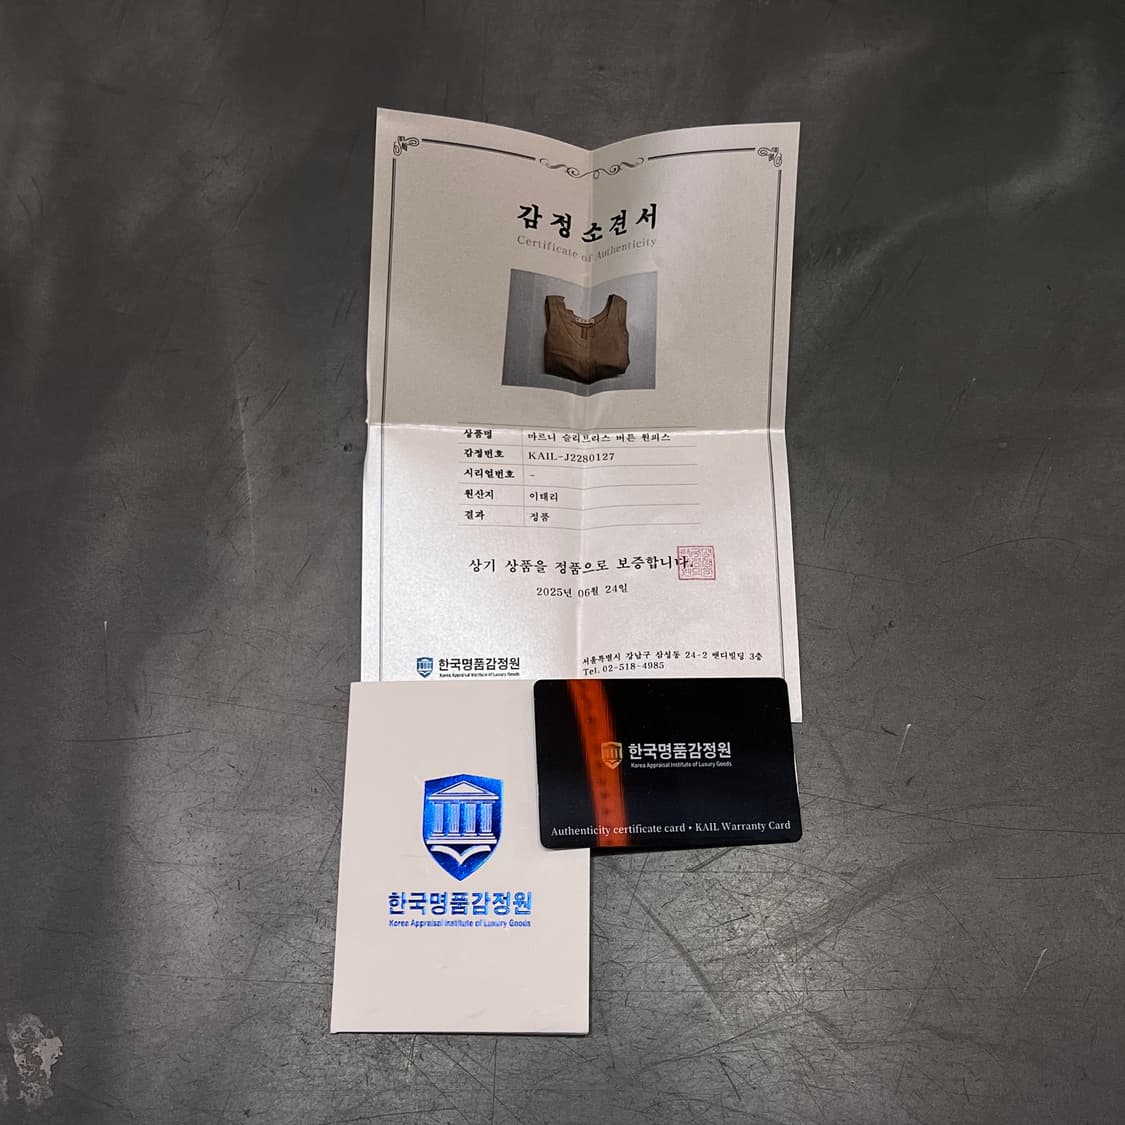 감정소견서
Certificate of Authenticity
상품명 마르니 슬리브리스 버튼 원피스
감정번호 KAIL-J2280127
시리얼번호 -
원산지 이태리
결과 정품
상기 상품을 정품으로 보증합니다.
2025년 06월 24일
한국명품감정원
Korea Appraisal Institute of Luxury Goods
서울특별시 강남구 삼성동 24-2 팬디빌딩 3층
Tel. 02-518-4985
한국명품감정원
Korea Appraisal Institute of Luxury Goods
Authenticity certificate card • KAIL Warranty Card
한국명품감정원
Korea Appraisal Institute of Luxury Goods